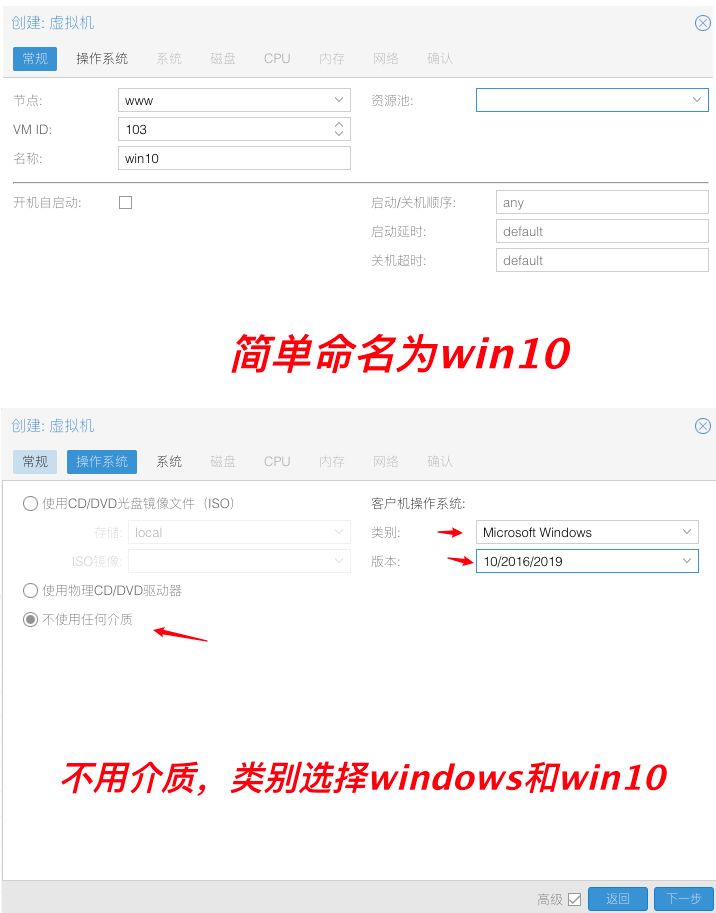 创建: 虚拟机
常规 操作系统 系统 磁盘 CPU 内存 网络 确认
节点: www 资源池:
VM ID: 103
名称: win10
开机自启动: 启动/关机顺序: any
启动延时: default
关机超时: default
简单命名为win10
创建: 虚拟机
常规 操作系统 系统 磁盘 CPU 内存 网络 确认
使用CD/DVD光盘镜像文件（ISO） 客户机操作系统:
存储: local 类别: Microsoft Windows
ISO镜像: 版本: 10/2016/2019
使用物理CD/DVD驱动器
不使用任何介质
不用介质，类别选择windows和win10
高级 返回 下一步